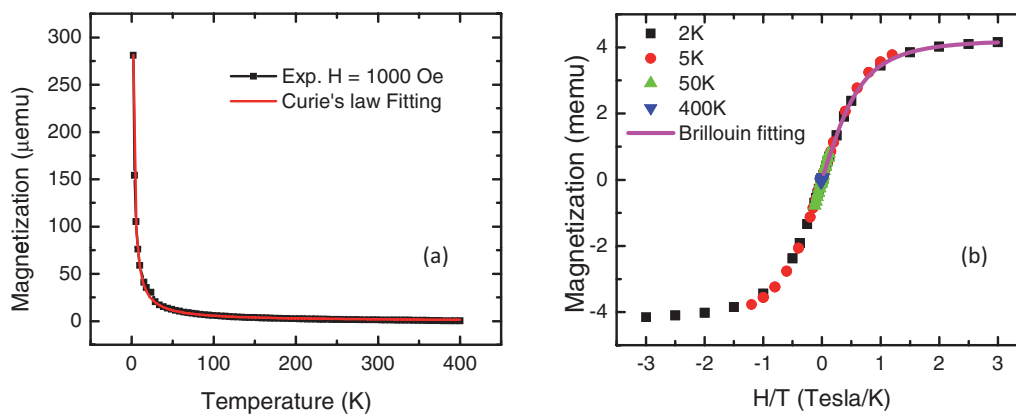 300
250
200
150
100
50
0
Magnetization (μemu)
Exp. H = 1000 Oe
Curie's law Fitting
(a)
0 100 200 300 400
Temperature (K)
4
2
0
-2
-4
Magnetization (memu)
2K
5K
50K
400K
Brillouin fitting
(b)
-3 -2 -1 0 1 2 3
H/T (Tesla/K)